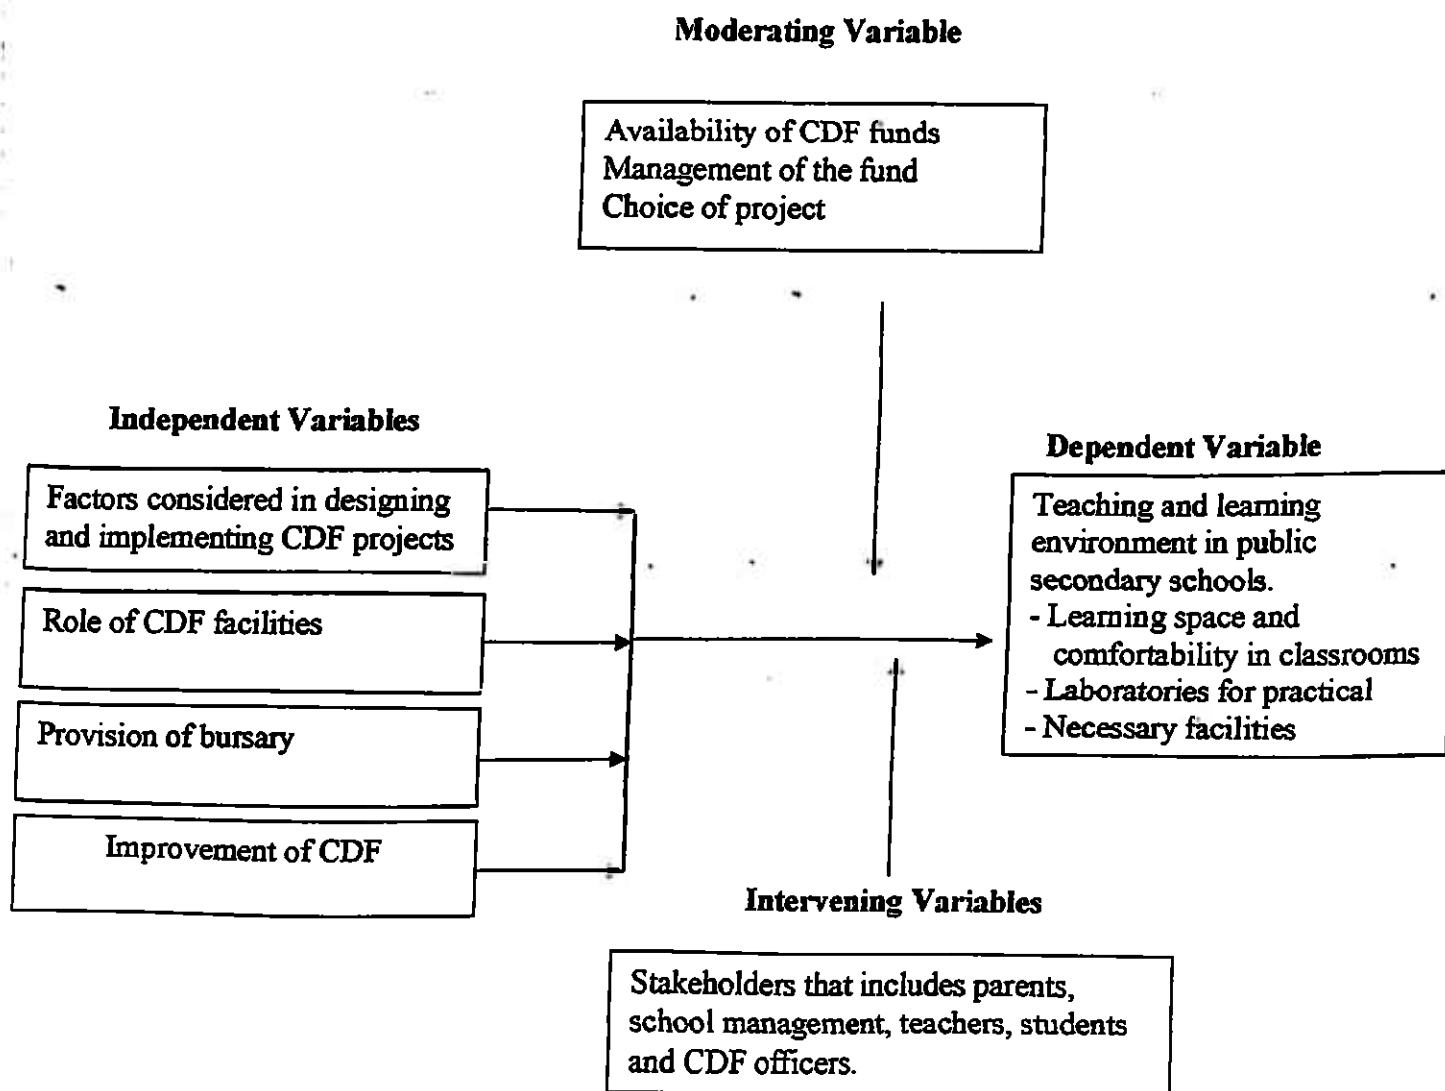 Moderating Variable
Availability of CDF funds
Management of the fund
Choice of project
Independent Variables
Factors considered in designing
and implementing CDF projects
Role of CDF facilities
Provision of bursary
Improvement of CDF
Dependent Variable
Teaching and learning
environment in public
secondary schools.
- Learning space and
comfortability in classrooms
- Laboratories for practical
- Necessary facilities
Intervening Variables
Stakeholders that includes parents,
school management, teachers, students
and CDF officers.